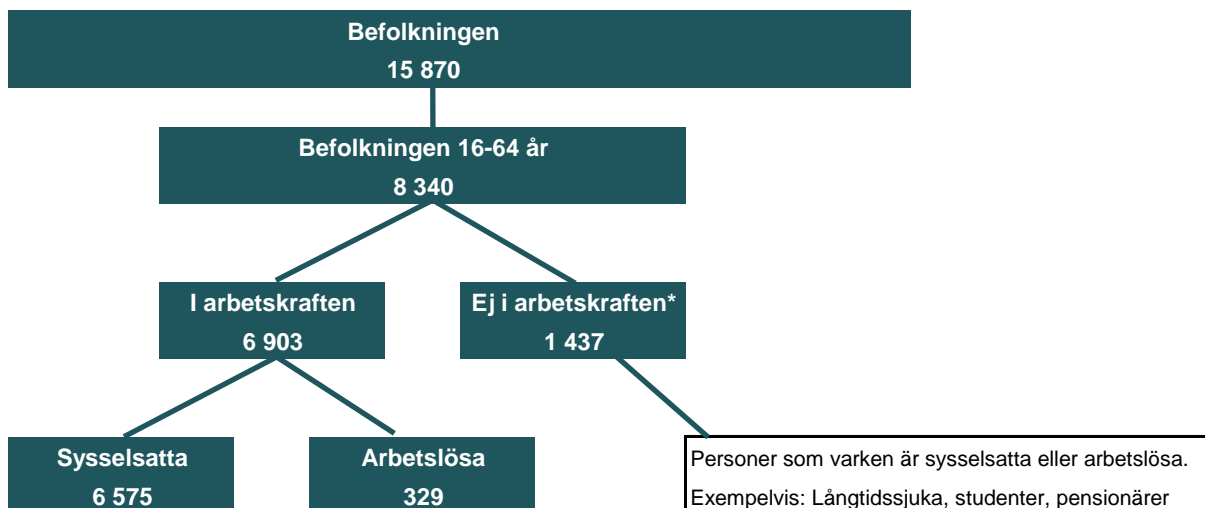 Befolkningen
15 870
Befolkningen 16-64 år
8 340
I arbetskraften
6 903
Ej i arbetskraften*
1 437
Sysselsatta
6 575
Arbetslösa
329
Personer som varken är sysselsatta eller arbetslösa.
Exempelvis: Långtidssjuka, studenter, pensionärer